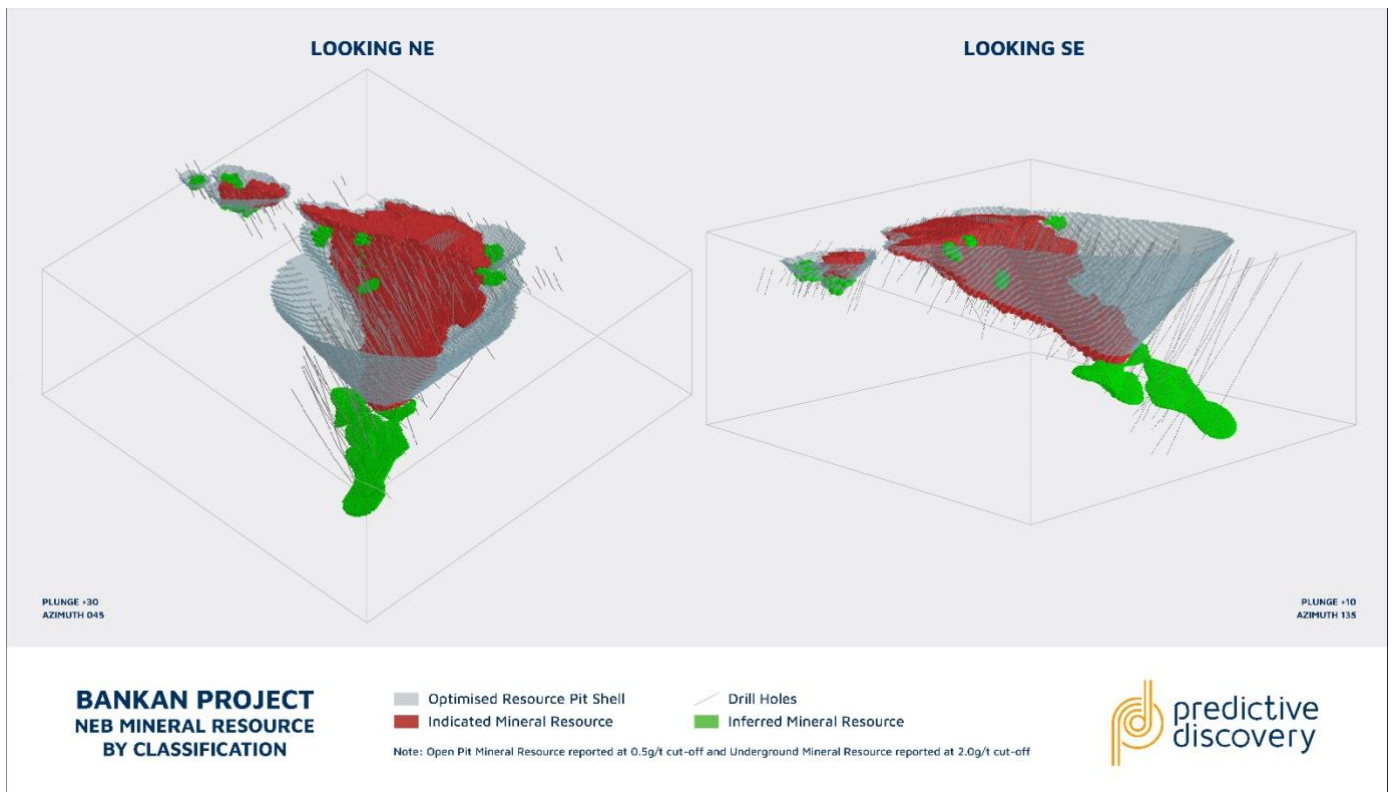 LOOKING NE
LOOKING SE
PLUNGE +30
AZIMUTH 045
PLUNGE +10
AZIMUTH 135
BANKAN PROJECT
NEB MINERAL RESOURCE
BY CLASSIFICATION
Optimised Resource Pit Shell
Drill Holes
Indicated Mineral Resource
Inferred Mineral Resource
Note: Open Pit Mineral Resource reported at 0.5g/t cut-off and Underground Mineral Resource reported at 2.0g/t cut-off
predictive
discovery